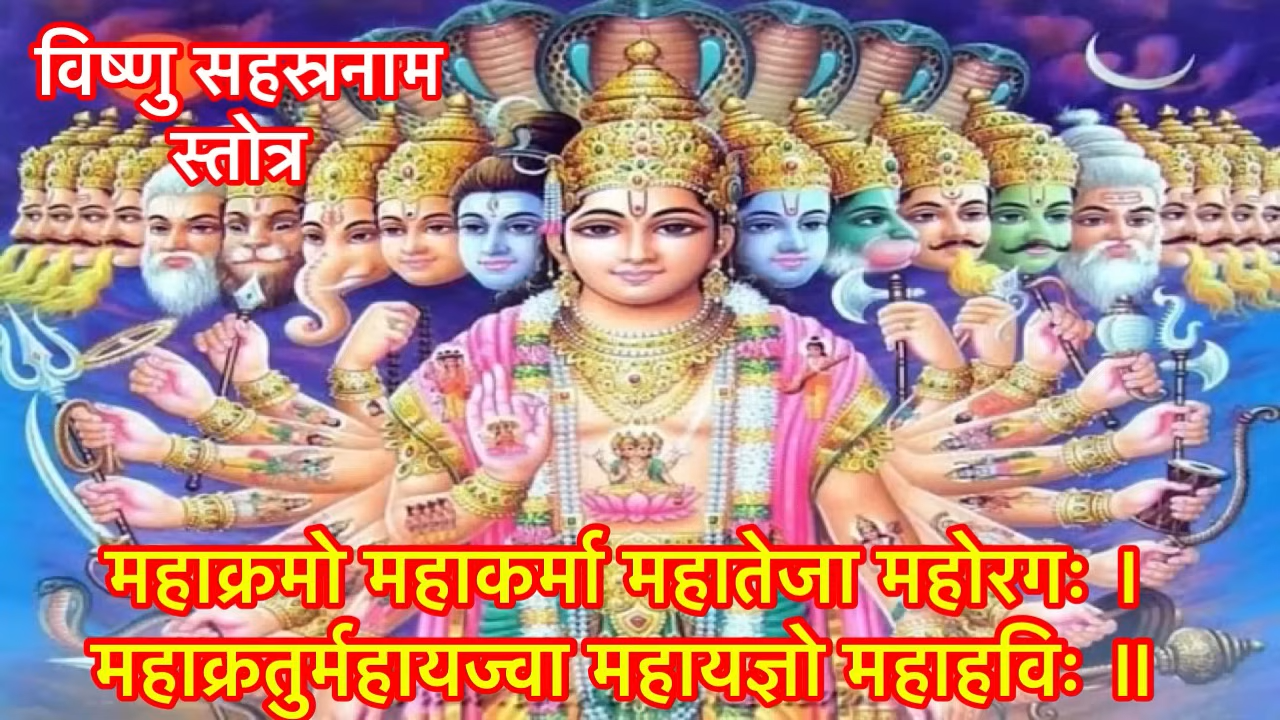 विष्णु सहस्रनाम
स्तोत्र
महाक्रमो महाकर्मा महातेजा महोरगः ।
महाक्रतुर्महायज्वा महायज्ञो महाहविः ॥